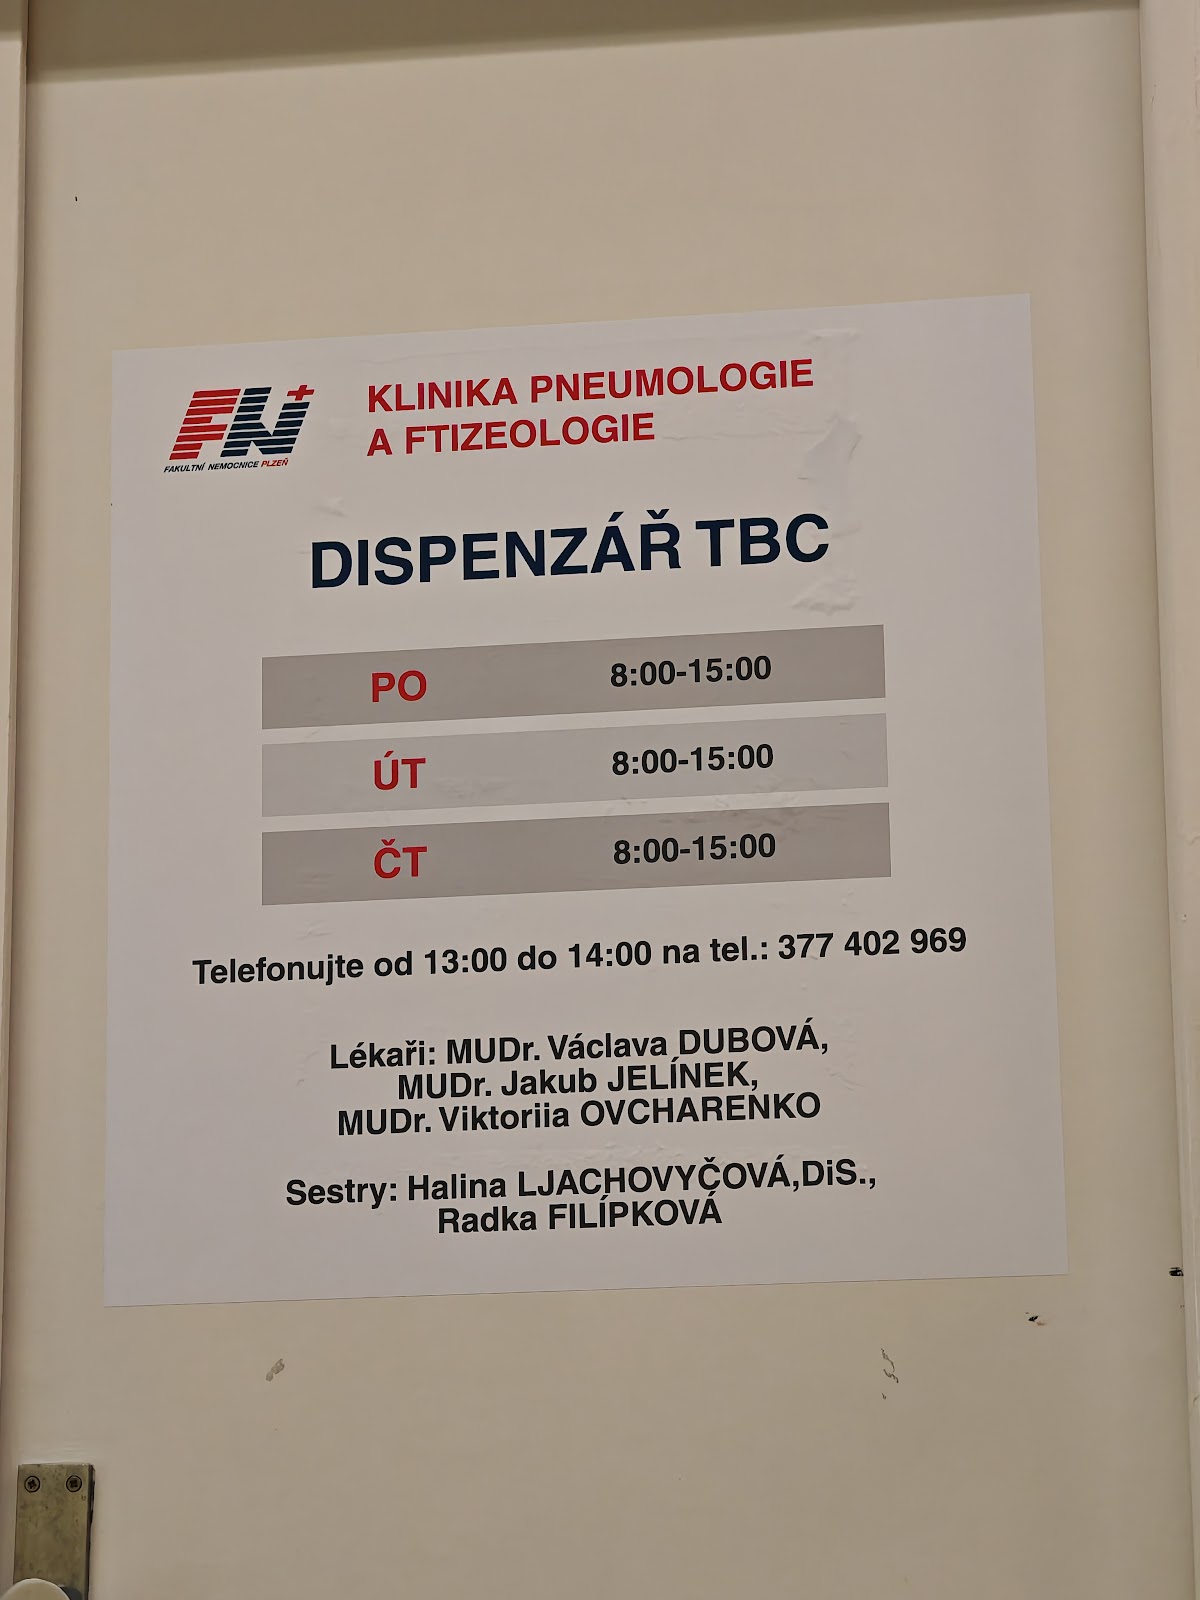 FN+
FAKULTNÍ NEMOCNICE PLZEŇ
KLINIKA PNEUMOLOGIE
A FTIZEOLOGIE
DISPENZÁŘ TBC
PO 8:00-15:00
ÚT 8:00-15:00
ČT 8:00-15:00
Telefonujte od 13:00 do 14:00 na tel.: 377 402 969
Lékaři: MUDr. Václava DUBOVÁ,
MUDr. Jakub JELÍNEK,
MUDr. Viktoriia OVCHARENKO
Sestry: Halina LJACHOVYČOVÁ,DiS.,
Radka FILÍPKOVÁ